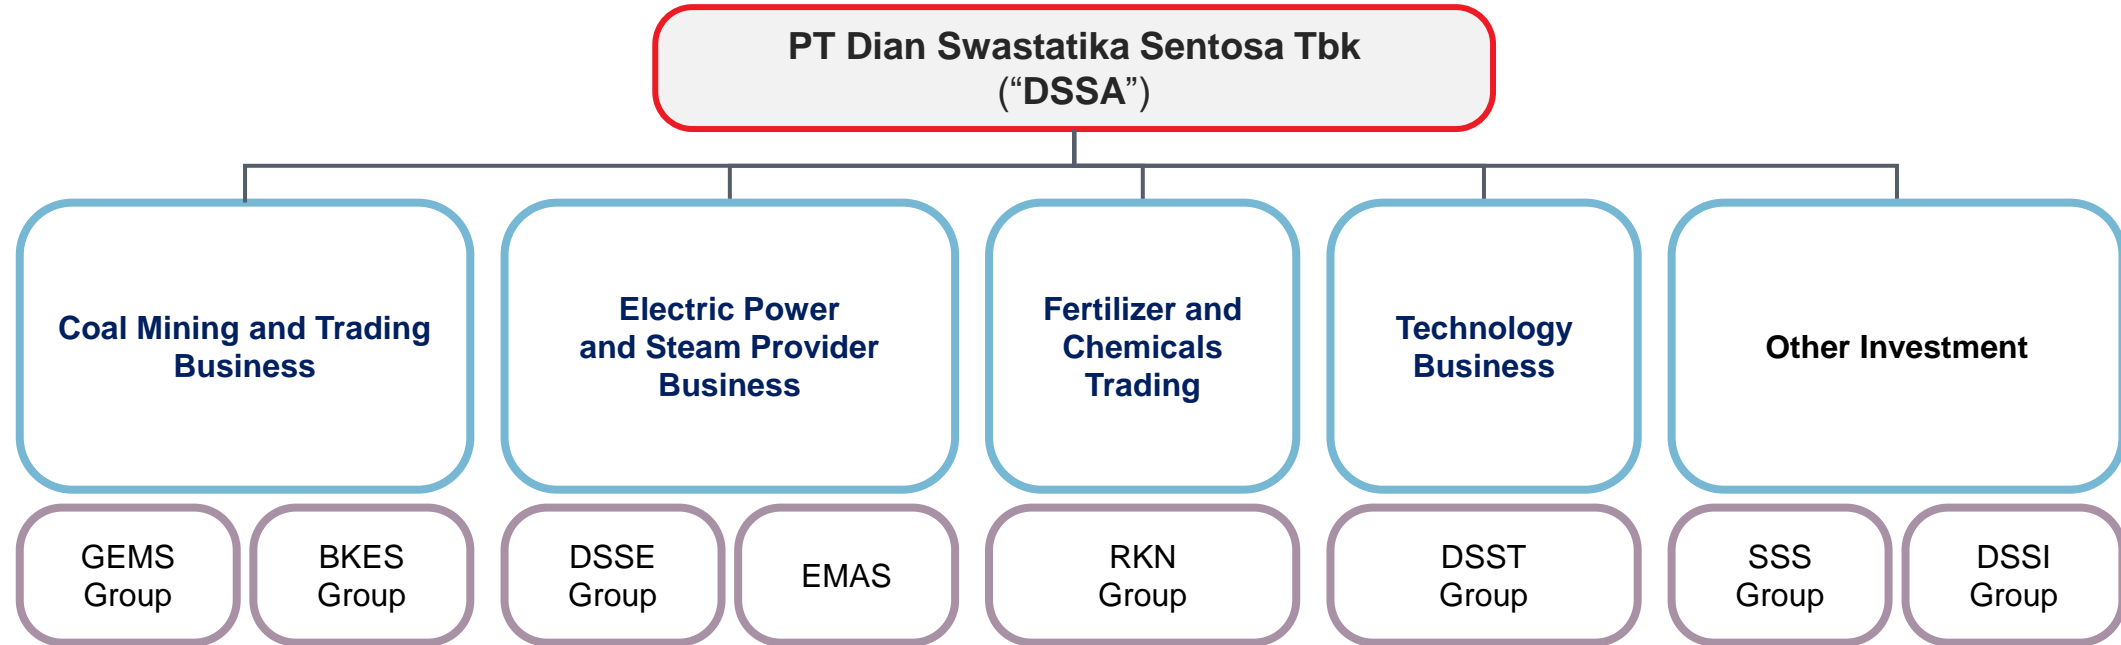 PT Dian Swastatika Sentosa Tbk
(“DSSA”)
Coal Mining and Trading
Business
Electric Power
and Steam Provider
Business
Fertilizer and
Chemicals
Trading
Technology
Business
Other Investment
GEMS
Group
BKES
Group
DSSE
Group
EMAS
RKN
Group
DSST
Group
SSS
Group
DSSI
Group